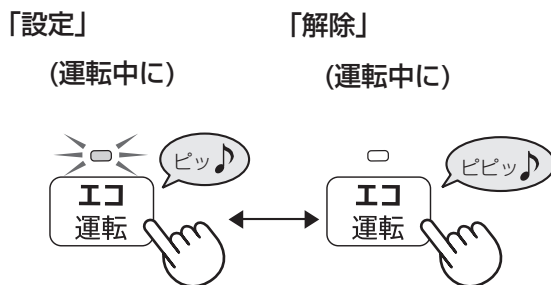 「設定」
「解除」
(運転中に)
(運転中に)
ピッ♪
ピピッ♪
エコ
運転
エコ
運転